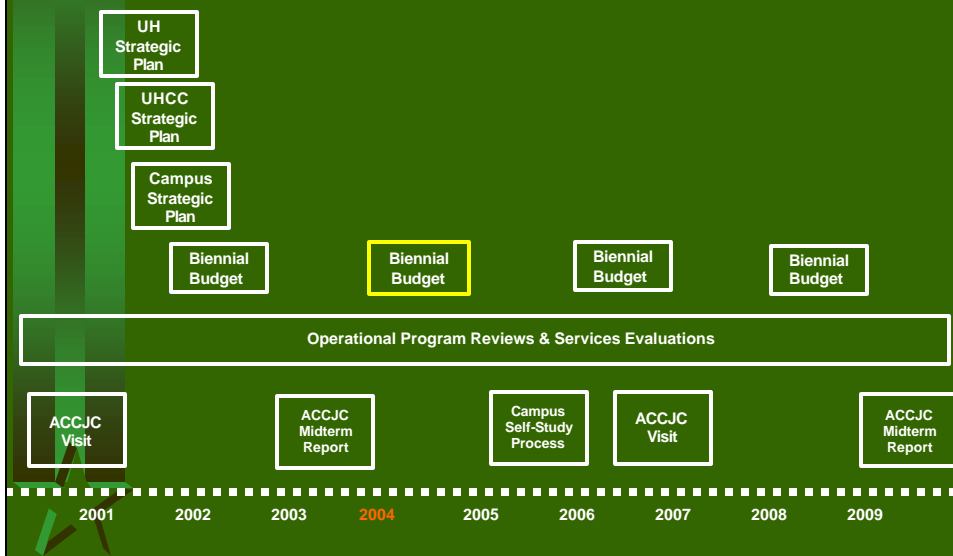 UH
Strategic
Plan
UHCC
Strategic
Plan
Campus
Strategic
Plan
Biennial
Budget
Biennial
Budget
Biennial
Budget
Biennial
Budget
Operational Program Reviews & Services Evaluations
ACCJC
Visit
ACCJC
Midterm
Report
Campus
Self-Study
Process
ACCJC
Visit
ACCJC
Midterm
Report
2001 2002 2003 2004 2005 2006 2007 2008 2009